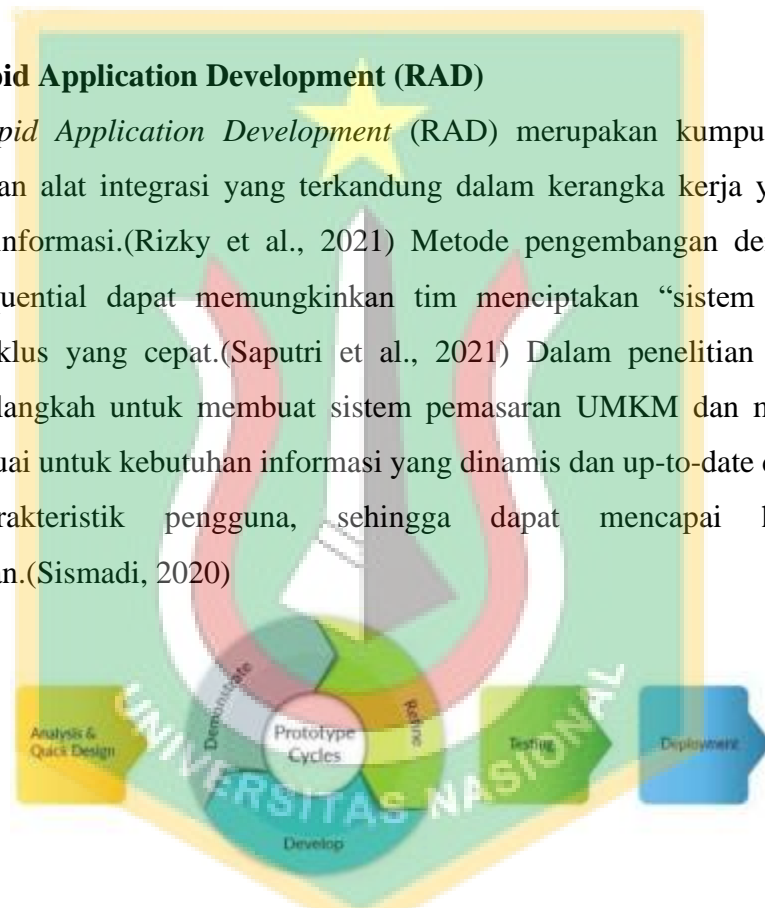 pid Application Development (RAD)
pid Application Development (RAD) merupakan kumpu
an alat integrasi yang terkandung dalam kerangka kerja y
informasi.(Rizky et al., 2021) Metode pengembangan de
uential dapat memungkinkan tim menciptakan “sistem
klus yang cepat.(Saputri et al., 2021) Dalam penelitian
langkah untuk membuat sistem pemasaran UMKM dan m
uai untuk kebutuhan informasi yang dinamis dan up-to-date
rakteristik pengguna, sehingga dapat mencapai
an.(Sismadi, 2020)
Analysis &
Quick Design
Demonstrate
Prototype
Cycles
Refine
Develop
Testing
Deployment
UNIVERSITAS NASIONAL